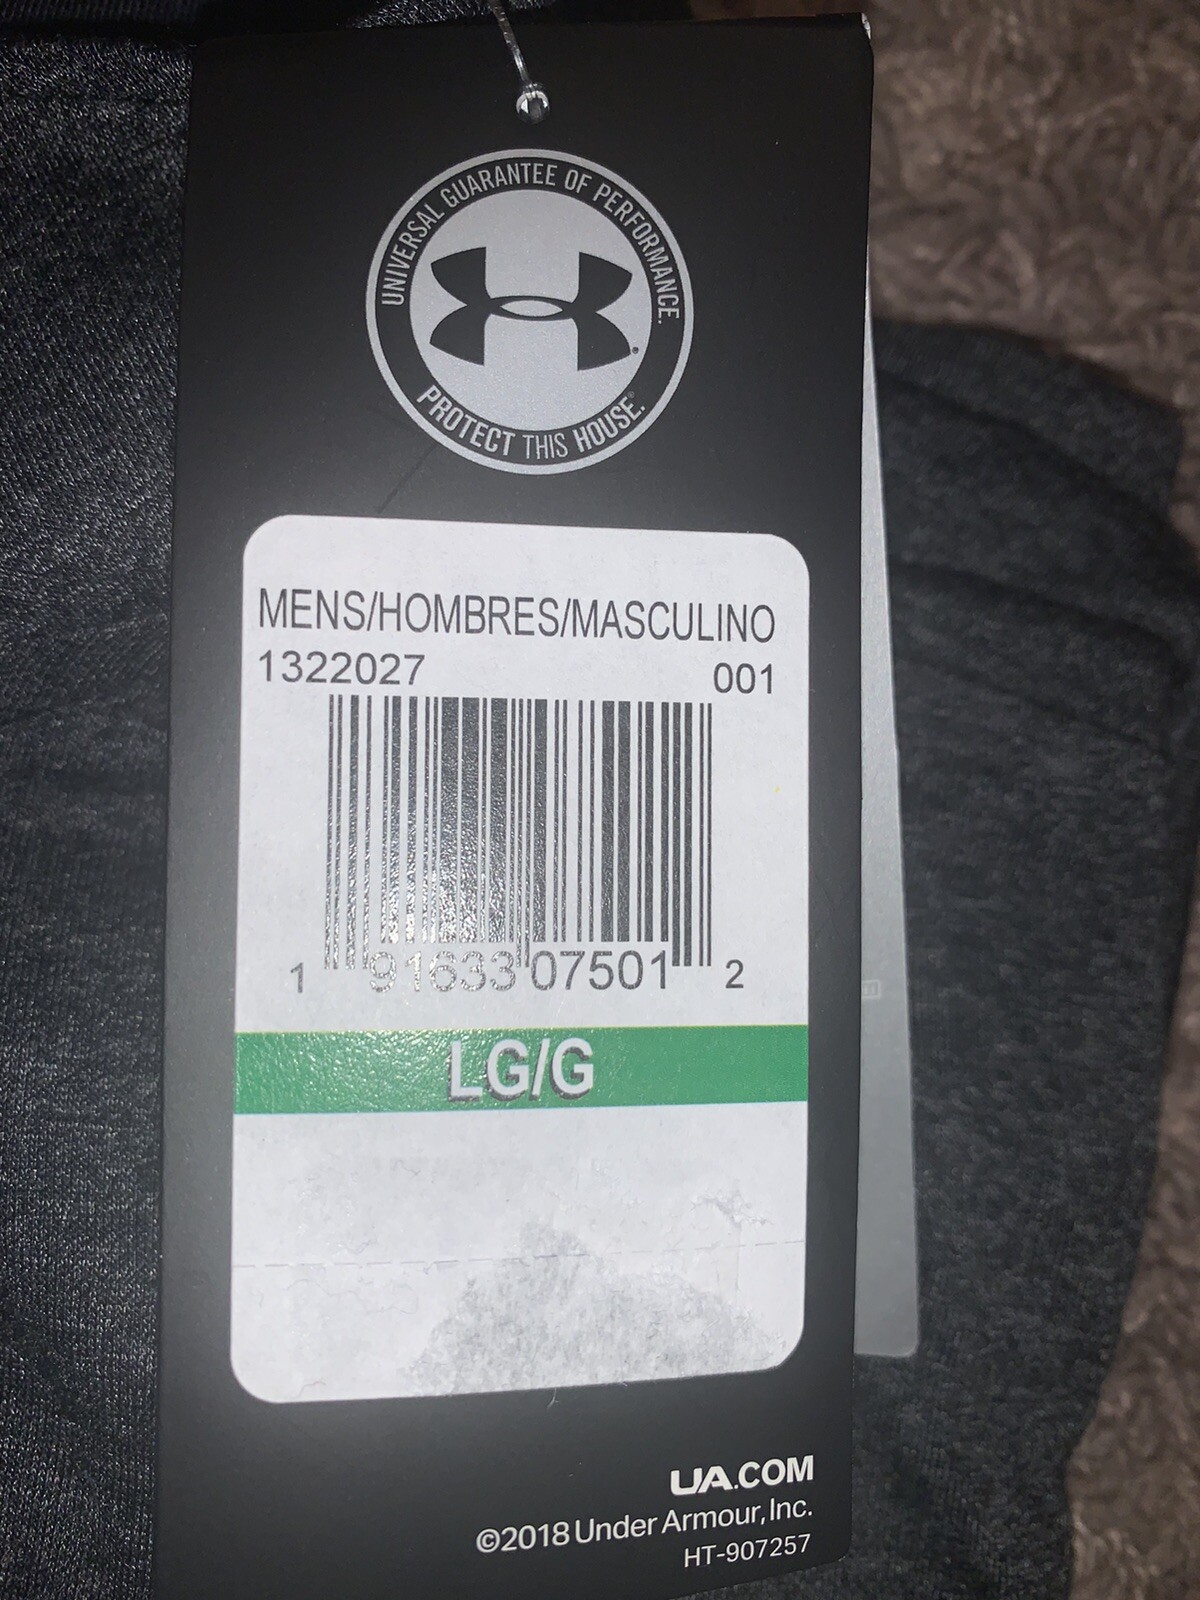 UNIVERSAL GUARANTEE OF PERFORMANCE.
PROTECT THIS HOUSE.
MENS/HOMBRES/MASCULINO
1322027 001
1 91633 07501 2
LG/G
UA.COM
©2018 Under Armour, Inc.
HT-907257